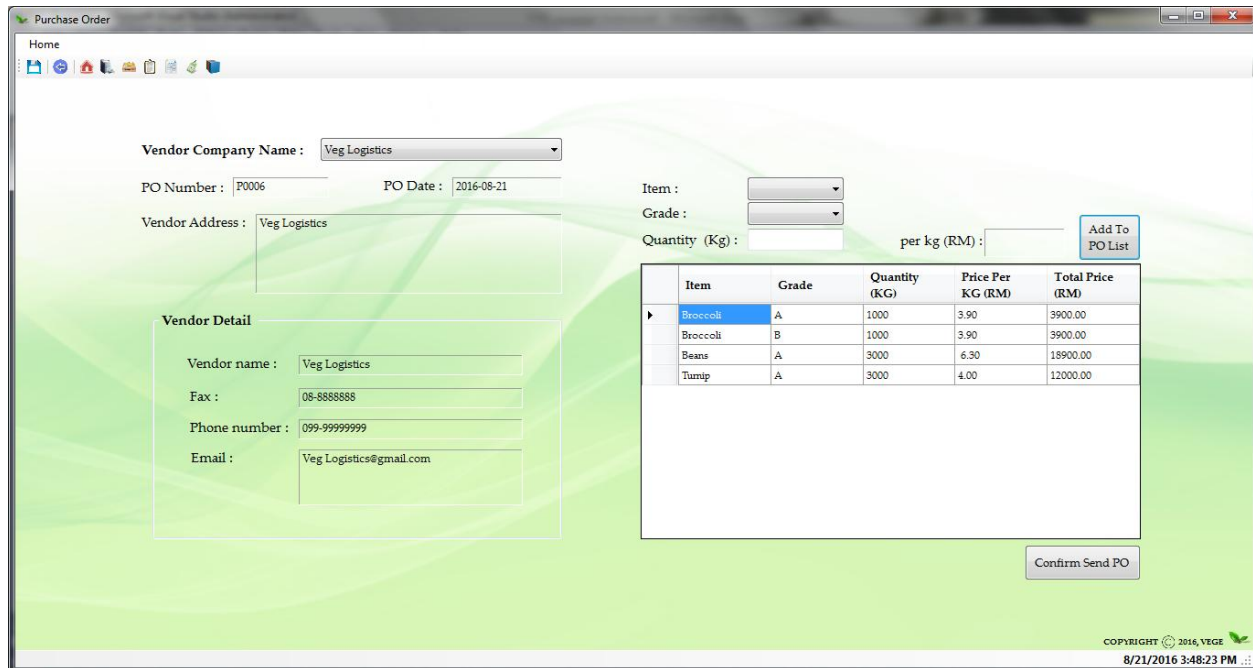 Purchase Order
Home
Vendor Company Name : Veg Logistics
PO Number : P0006 PO Date : 2016-08-21
Vendor Address : Veg Logistics
Vendor Detail
Vendor name : Veg Logistics
Fax : 08-8888888
Phone number : 099-99999999
Email : Veg Logistics@gmail.com
Item :
Grade :
Quantity (Kg) : per kg (RM) :
Add To
PO List
Item Grade Quantity (KG) Price Per KG (RM) Total Price (RM)
Broccoli A 1000 3.90 3900.00
Broccoli B 1000 3.90 3900.00
Beans A 3000 6.30 18900.00
Turnip A 3000 4.00 12000.00
Confirm Send PO
COPYRIGHT © 2016, VEGE
8/21/2016 3:48:23 PM